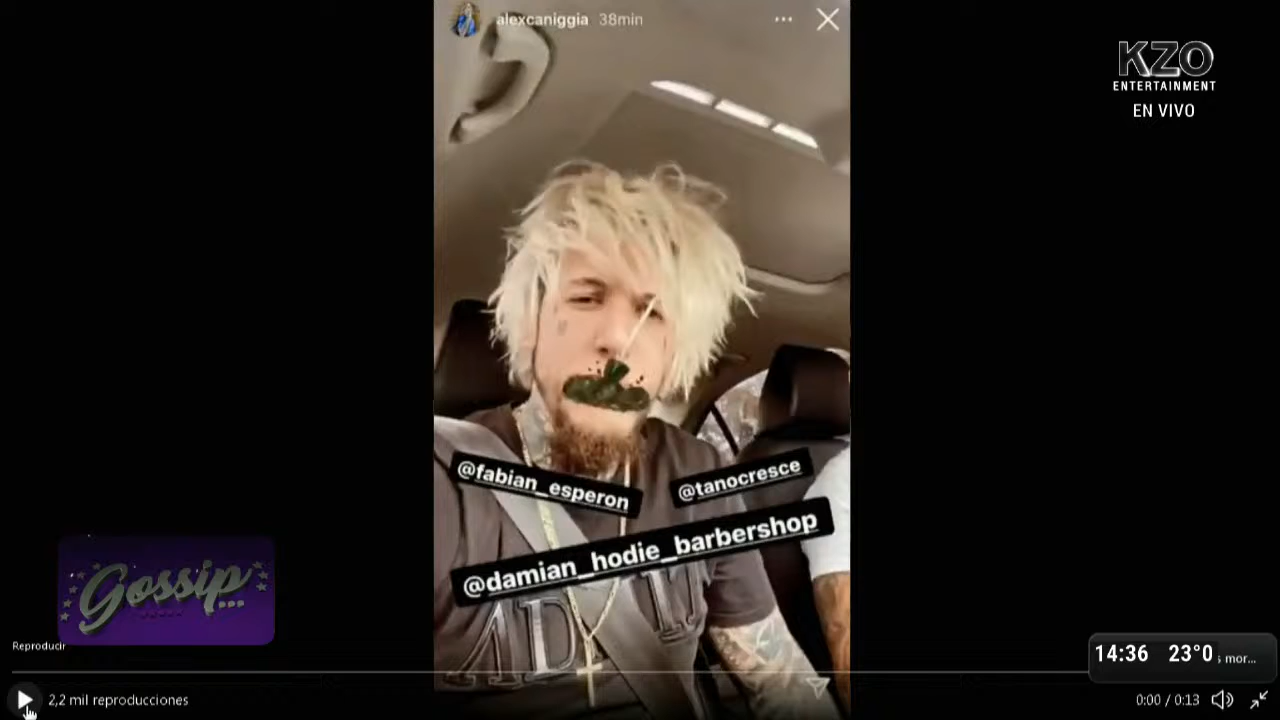 alexcaniggia 38min
KZO
ENTERTAINMENT
EN VIVO
@fabian_esperon
@tanocresce
@damian_hodie_barbershop
Gossip...
Reproducir
14:36 23°0
mor...
2,2 mil reproducciones
0:00 / 0:13